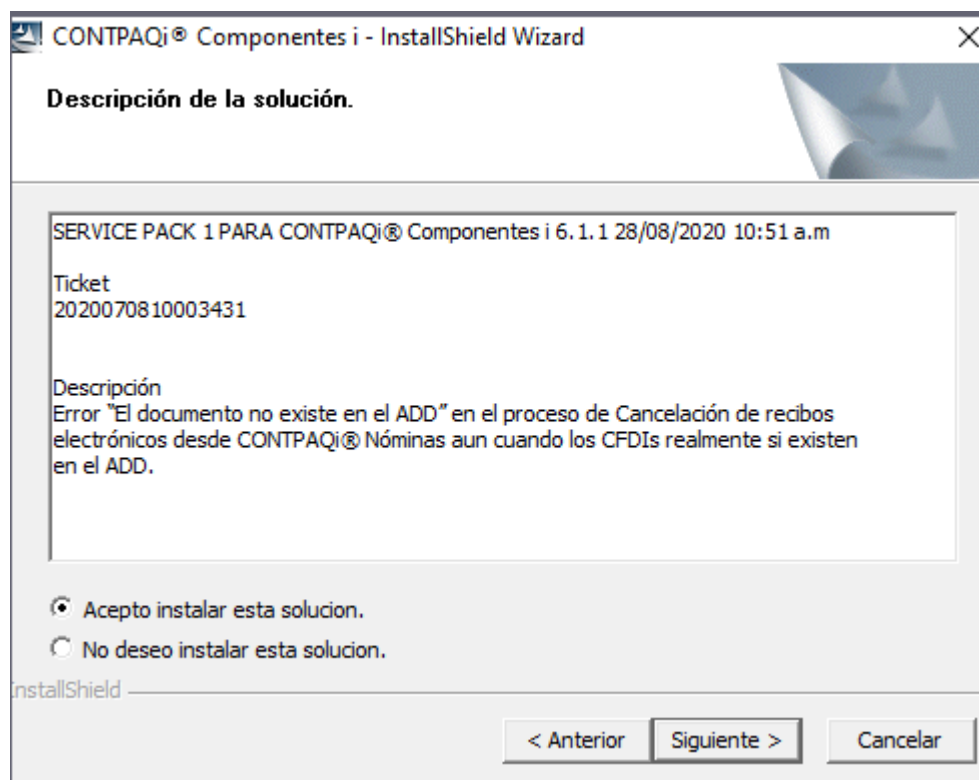 CONTPAQi® Componentes i - InstallShield Wizard
Descripción de la solución.
SERVICE PACK 1 PARA CONTPAQi® Componentes i 6.1.1 28/08/2020 10:51 a.m
Ticket
2020070810003431
Descripción
Error "El documento no existe en el ADD" en el proceso de Cancelación de recibos
electrónicos desde CONTPAQi® Nóminas aun cuando los CFDIs realmente si existen
en el ADD.
Acepto instalar esta solucion.
No deseo instalar esta solucion.
InstallShield
< Anterior
Siguiente >
Cancelar